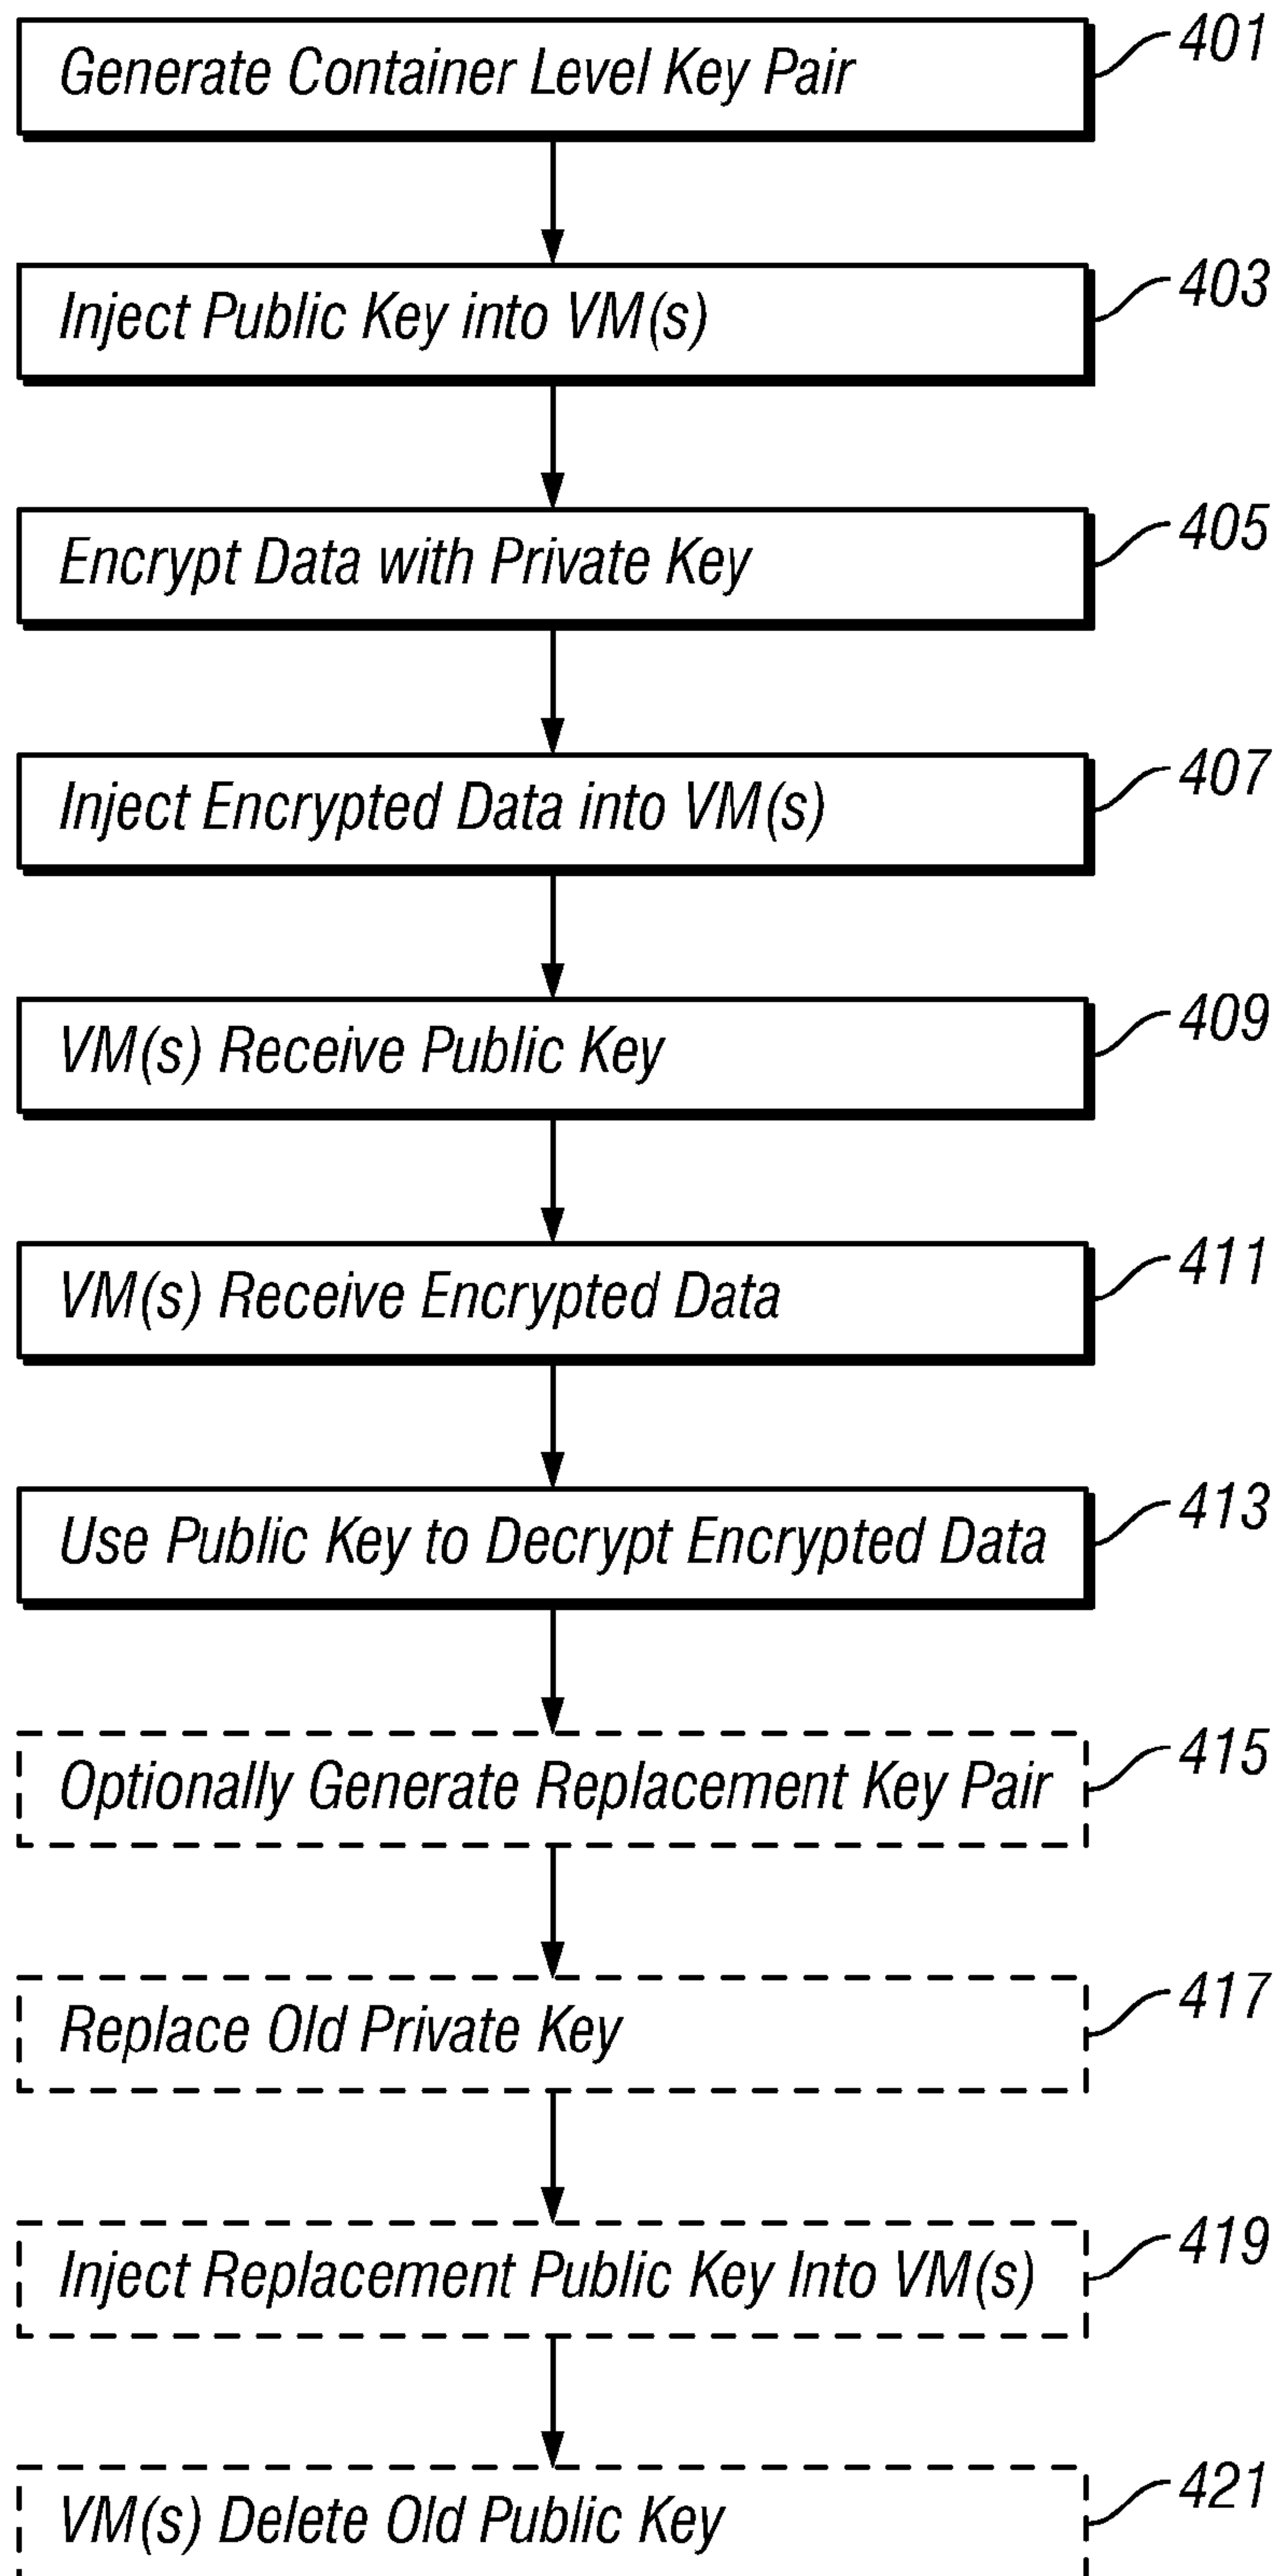 Generate Container Level Key Pair 401
Inject Public Key into VM(s) 403
Encrypt Data with Private Key 405
Inject Encrypted Data into VM(s) 407
VM(s) Receive Public Key 409
VM(s) Receive Encrypted Data 411
Use Public Key to Decrypt Encrypted Data 413
Optionally Generate Replacement Key Pair 415
Replace Old Private Key 417
Inject Replacement Public Key Into VM(s) 419
VM(s) Delete Old Public Key 421